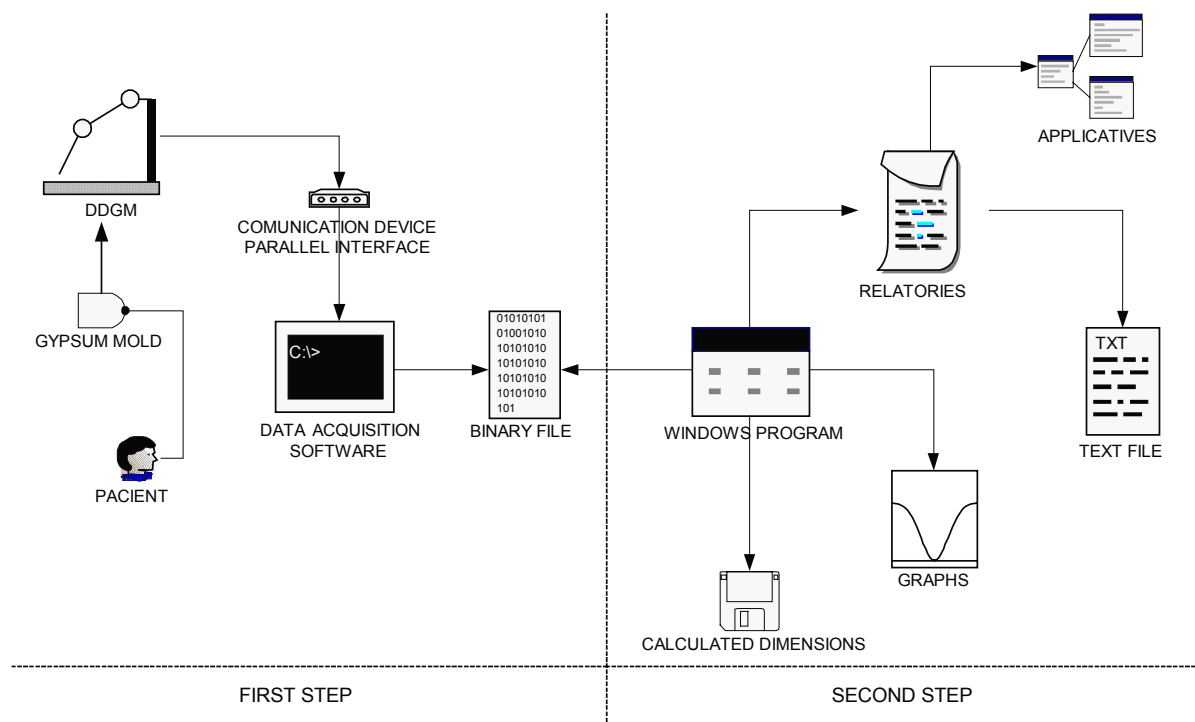 DDGM
COMUNICATION DEVICE
PARALLEL INTERFACE
GYPSUM MOLD
C:\>
DATA ACQUISITION
SOFTWARE
01010101
01001010
10101010
10101010
10101010
10101010
101
BINARY FILE
PACIENT
FIRST STEP
APPLICATIVES
RELATORIES
WINDOWS PROGRAM
TXT
TEXT FILE
GRAPHS
CALCULATED DIMENSIONS
SECOND STEP